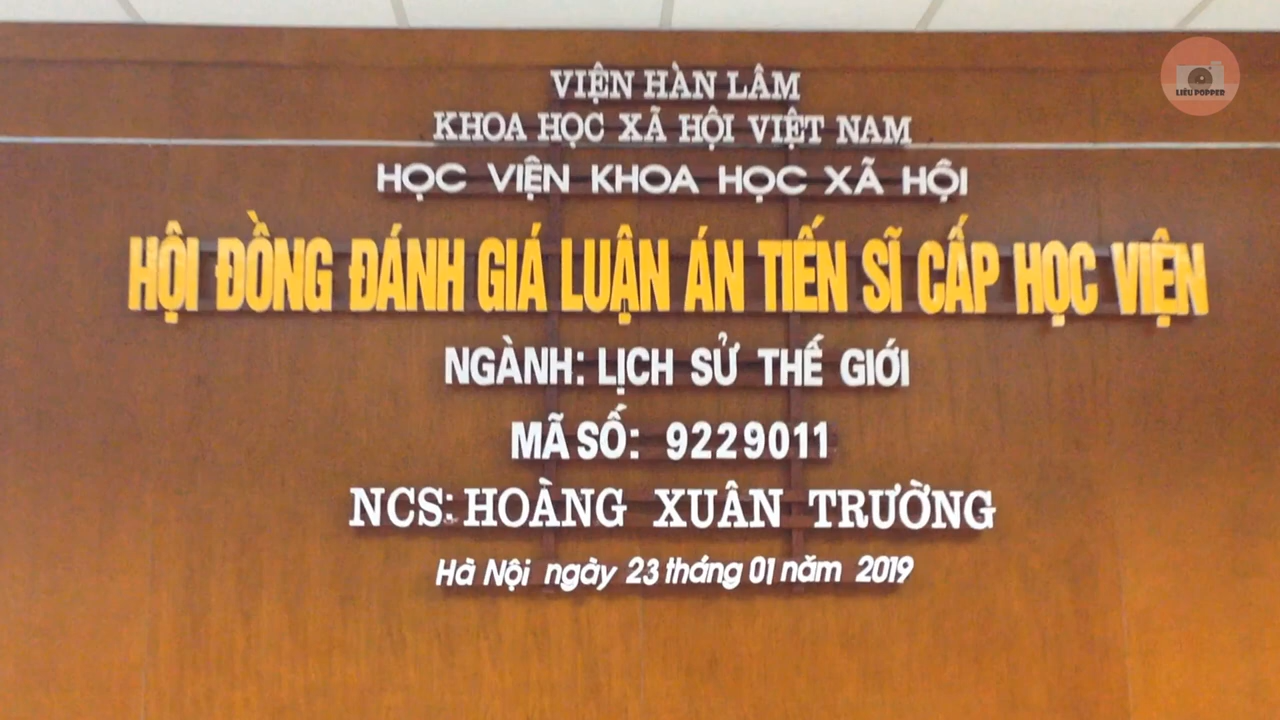 VIỆN HÀN LÂM
KHOA HỌC XÃ HỘI VIỆT NAM
HỌC VIỆN KHOA HỌC XÃ HỘI
HỘI ĐỒNG ĐÁNH GIÁ LUẬN ÁN TIẾN SĨ CẤP HỌC VIỆN
NGÀNH: LỊCH SỬ THẾ GIỚI
MÃ SỐ: 9229011
NCS: HOÀNG XUÂN TRƯỜNG
Hà Nội ngày 23 tháng 01 năm 2019
LIÊU POPPER